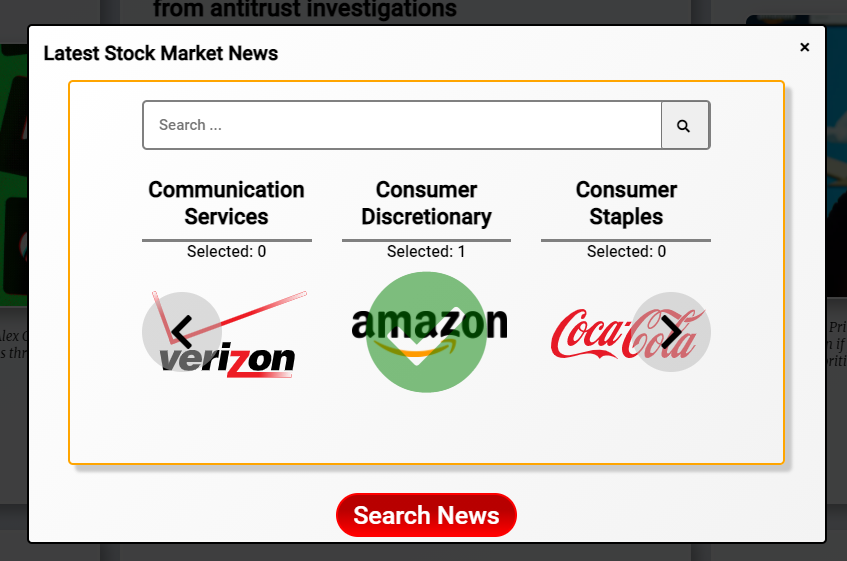 from antitrust investigations
Latest Stock Market News
×
Search ...
Communication
Services
Selected: 0
Consumer
Discretionary
Selected: 1
Consumer
Staples
Selected: 0
verizon
amazon
Coca-Cola
Search News